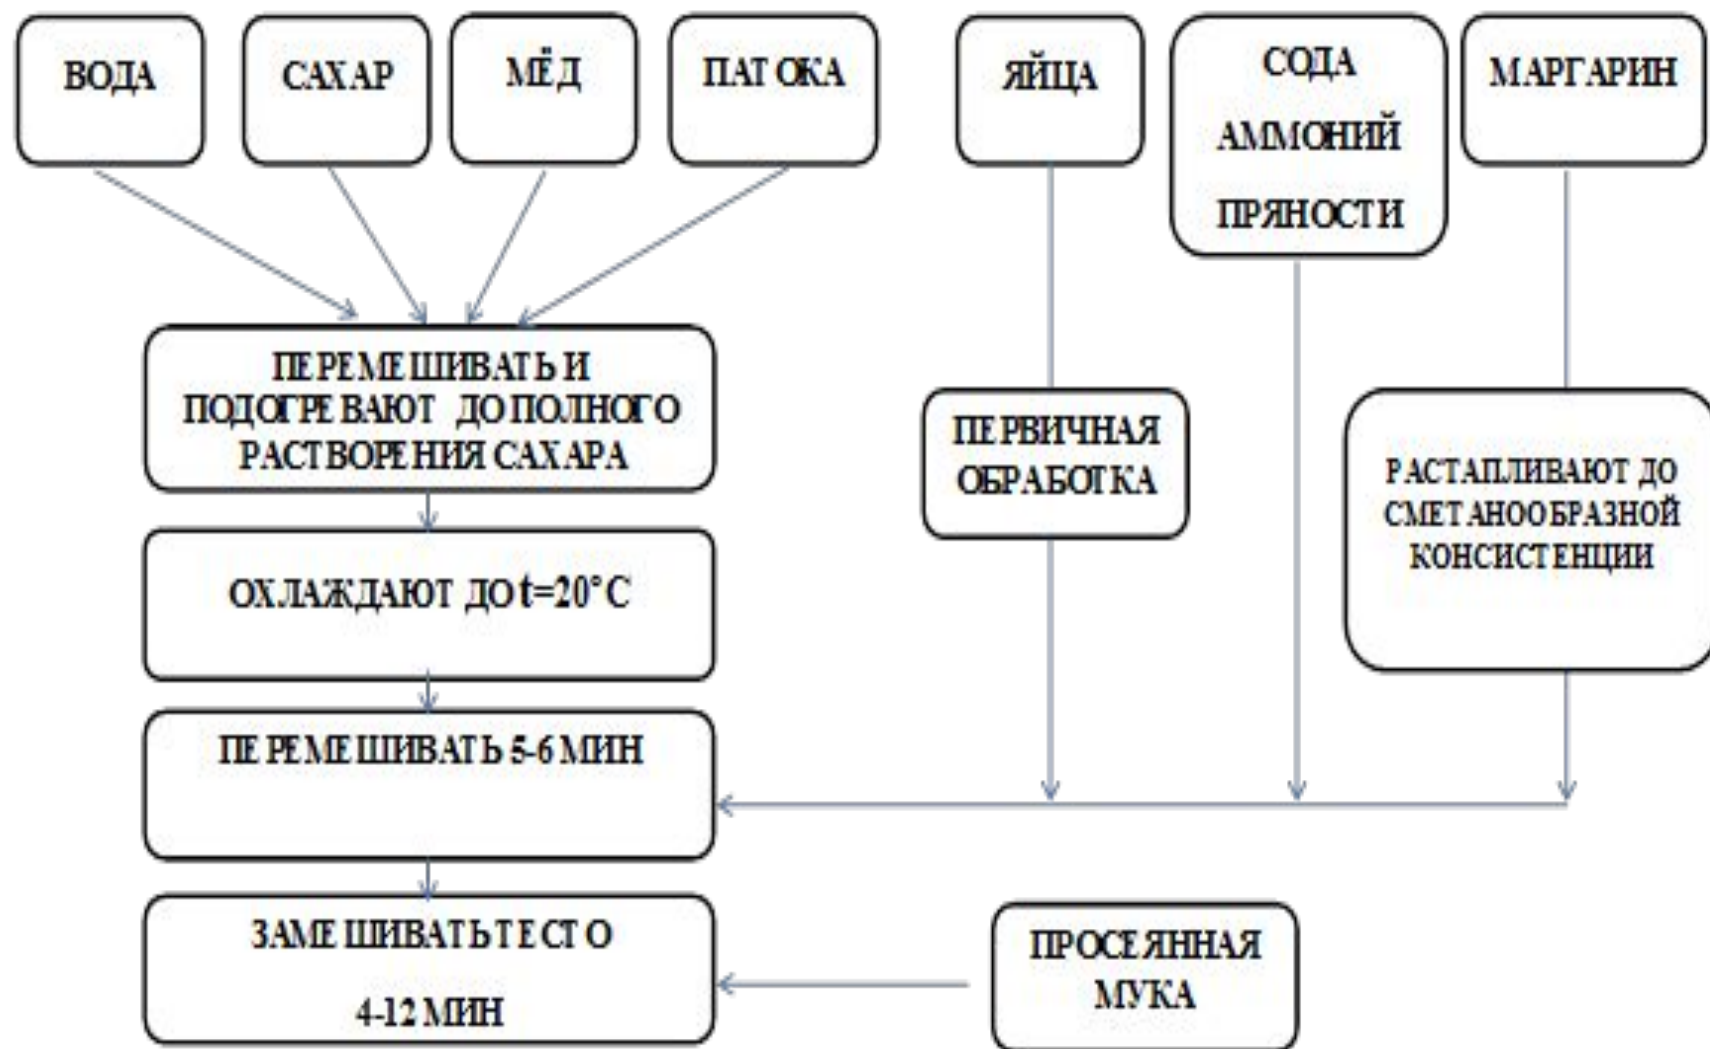 ВОДА
САХАР
МЁД
ПАТОКА
ЯЙЦА
СОДА
АММОНИЙ
ПРЯНОСТИ
МАРГАРИН
ПЕРЕМЕШИВАТЬ И
ПОДОГРЕВАЮТ ДО ПОЛНОГО
РАСТВОРЕНИЯ САХАРА
ПЕРВИЧНАЯ
ОБРАБОТКА
РАСТАПЛИВАЮТ ДО
СМЕТАНООБРАЗНОЙ
КОНСИСТЕНЦИИ
ОХЛАЖДАЮТ ДО t=20°C
ПЕРЕМЕШИВАТЬ 5-6 МИН
ЗАМЕШИВАТЬ ТЕСТО
4-12 МИН
ПРОСЕЯННАЯ
МУКА